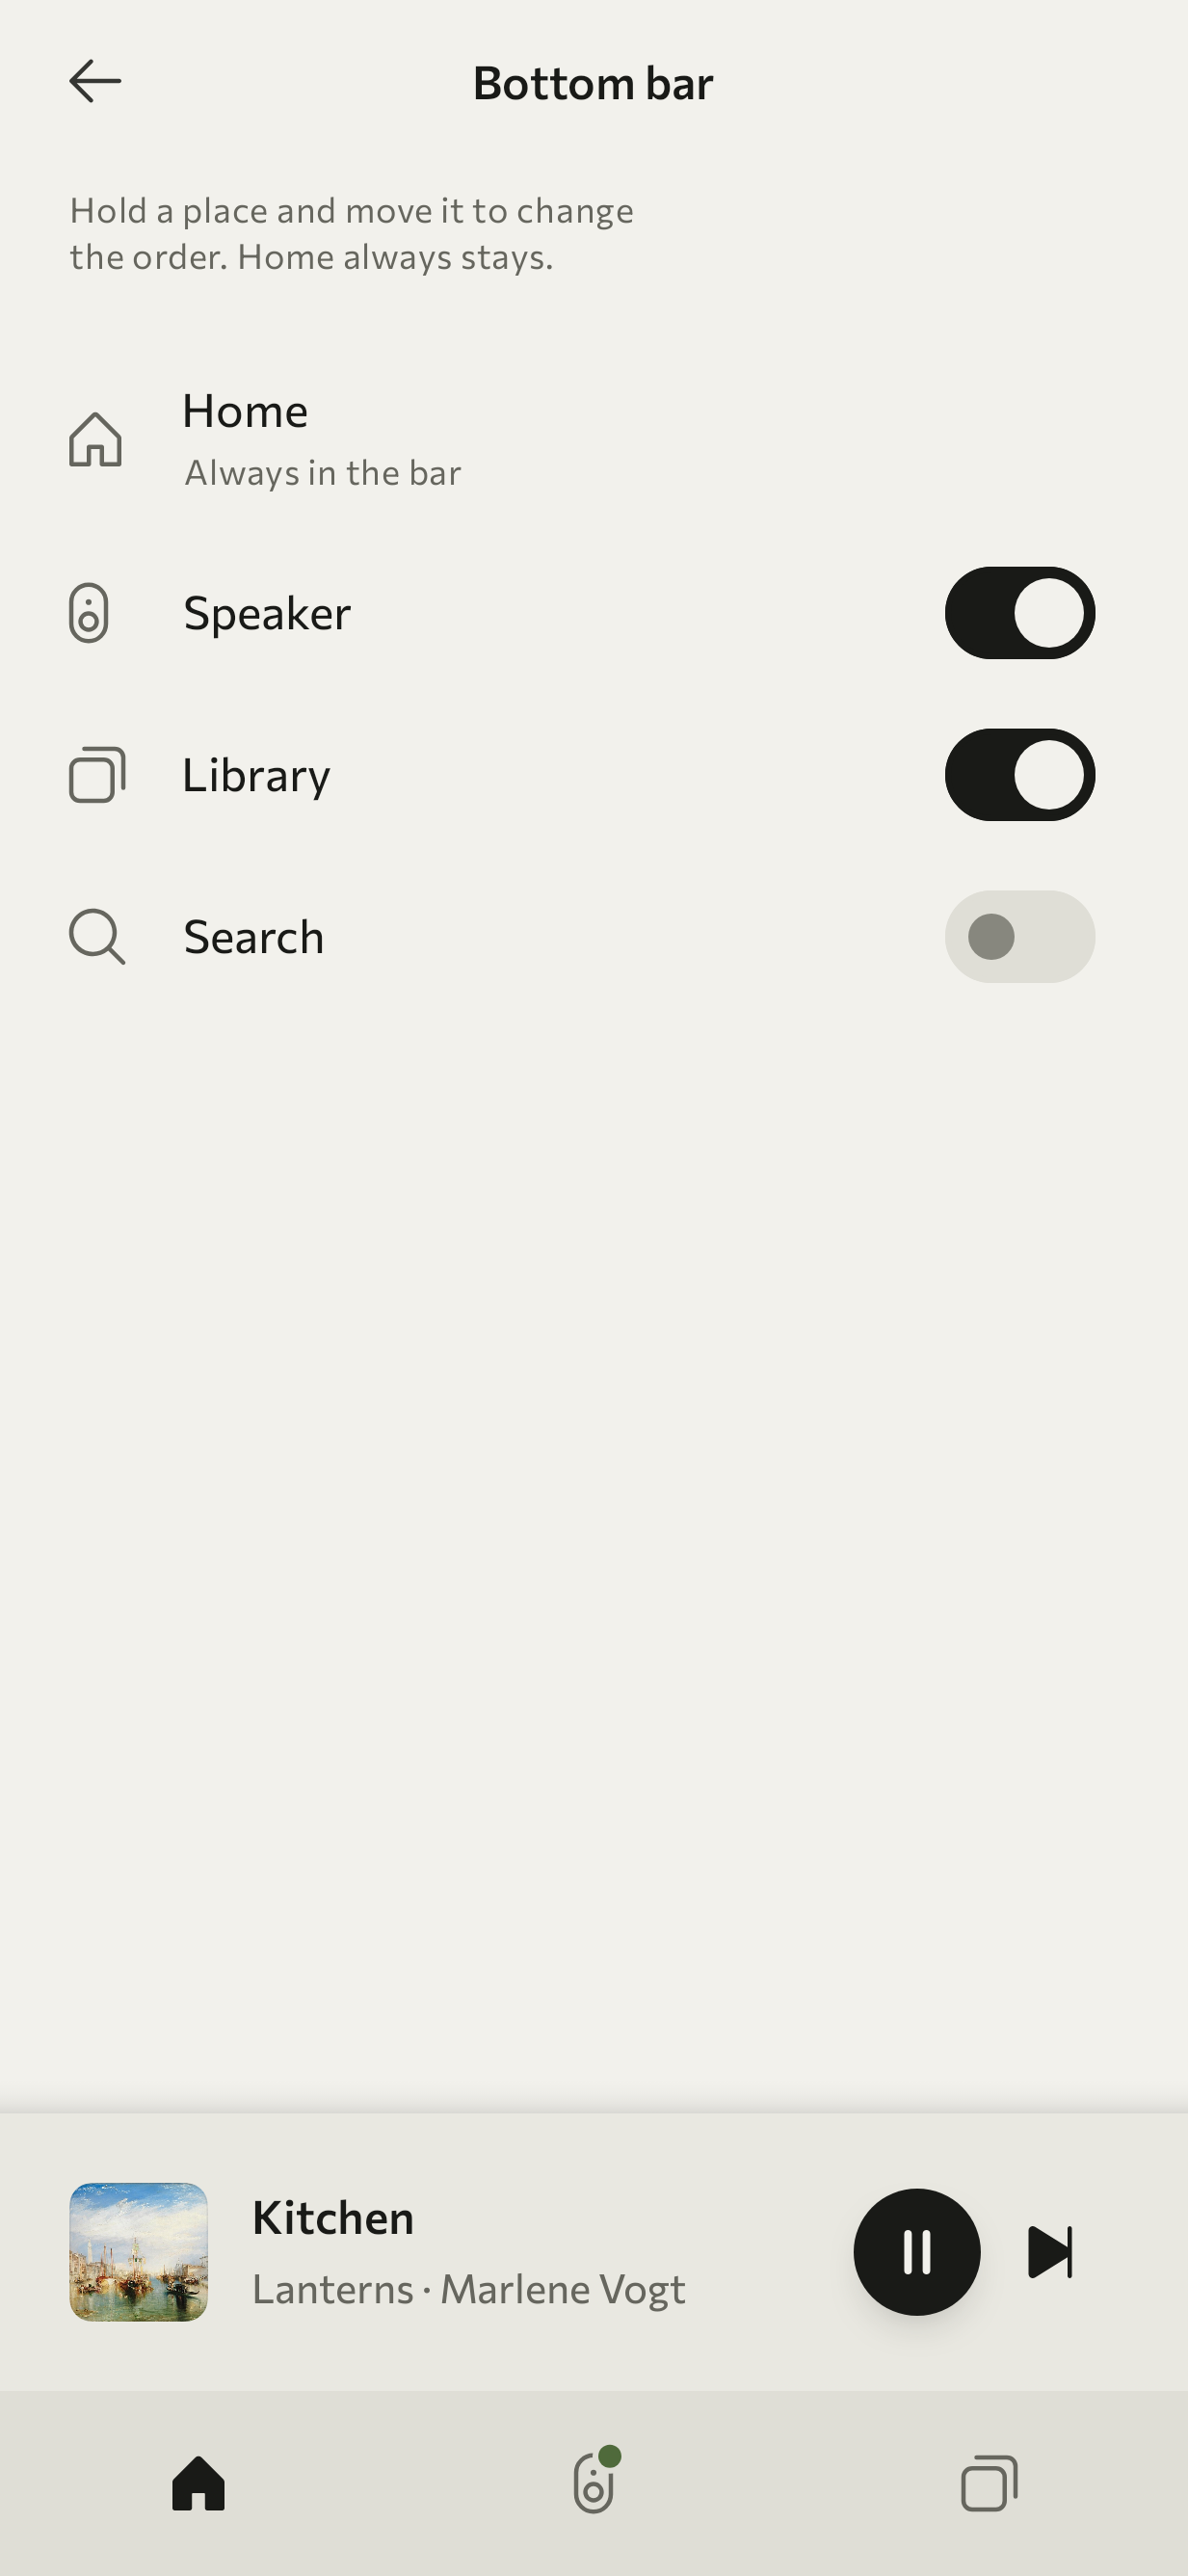 Bottom bar
Hold a place and move it to change
the order. Home always stays.
Home
Always in the bar
Speaker
Library
Search
Kitchen
Lanterns · Marlene Vogt